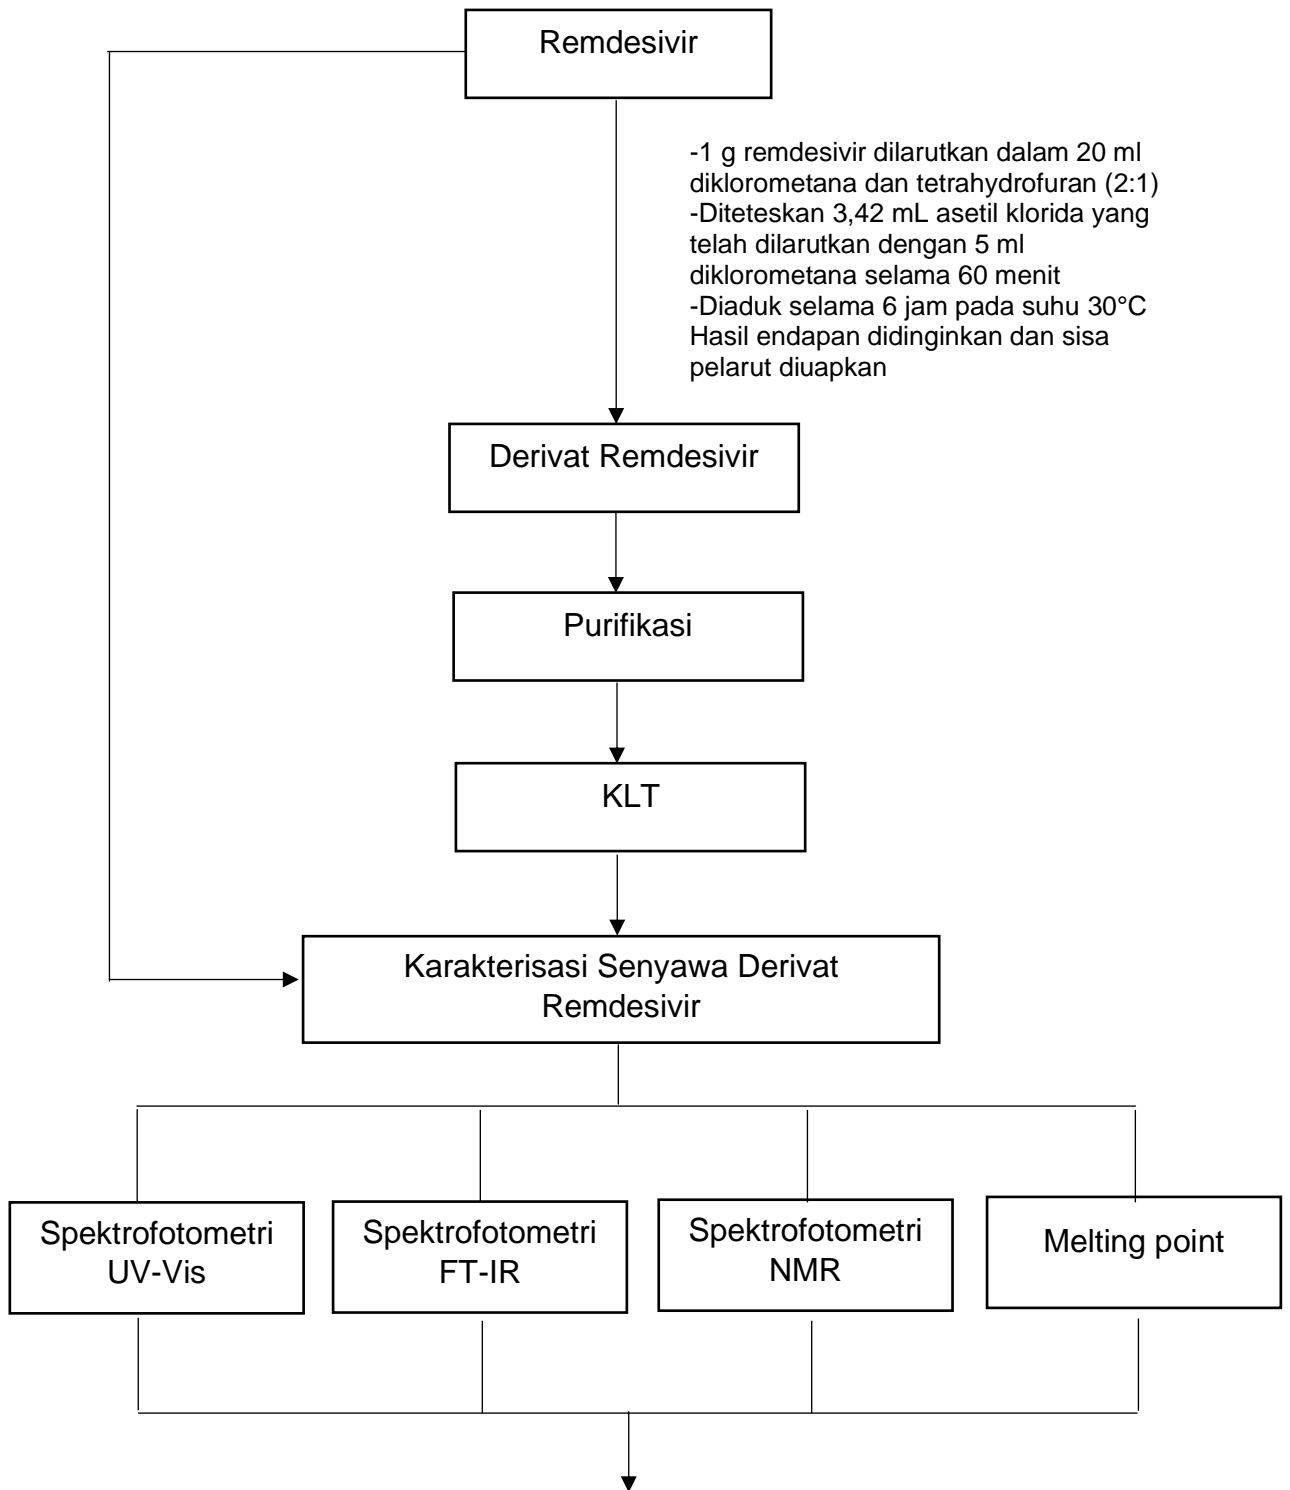 Remdesivir
-1 g remdesivir dilarutkan dalam 20 ml
diklorometana dan tetrahydrofuran (2:1)
-Diteteskan 3,42 mL asetil klorida yang
telah dilarutkan dengan 5 ml
diklorometana selama 60 menit
-Diaduk selama 6 jam pada suhu 30°C
Hasil endapan didinginkan dan sisa
pelarut diuapkan
Derivat Remdesivir
Purifikasi
KLT
Karakterisasi Senyawa Derivat
Remdesivir
Spektrofotometri
UV-Vis
Spektrofotometri
FT-IR
Spektrofotometri
NMR
Melting point